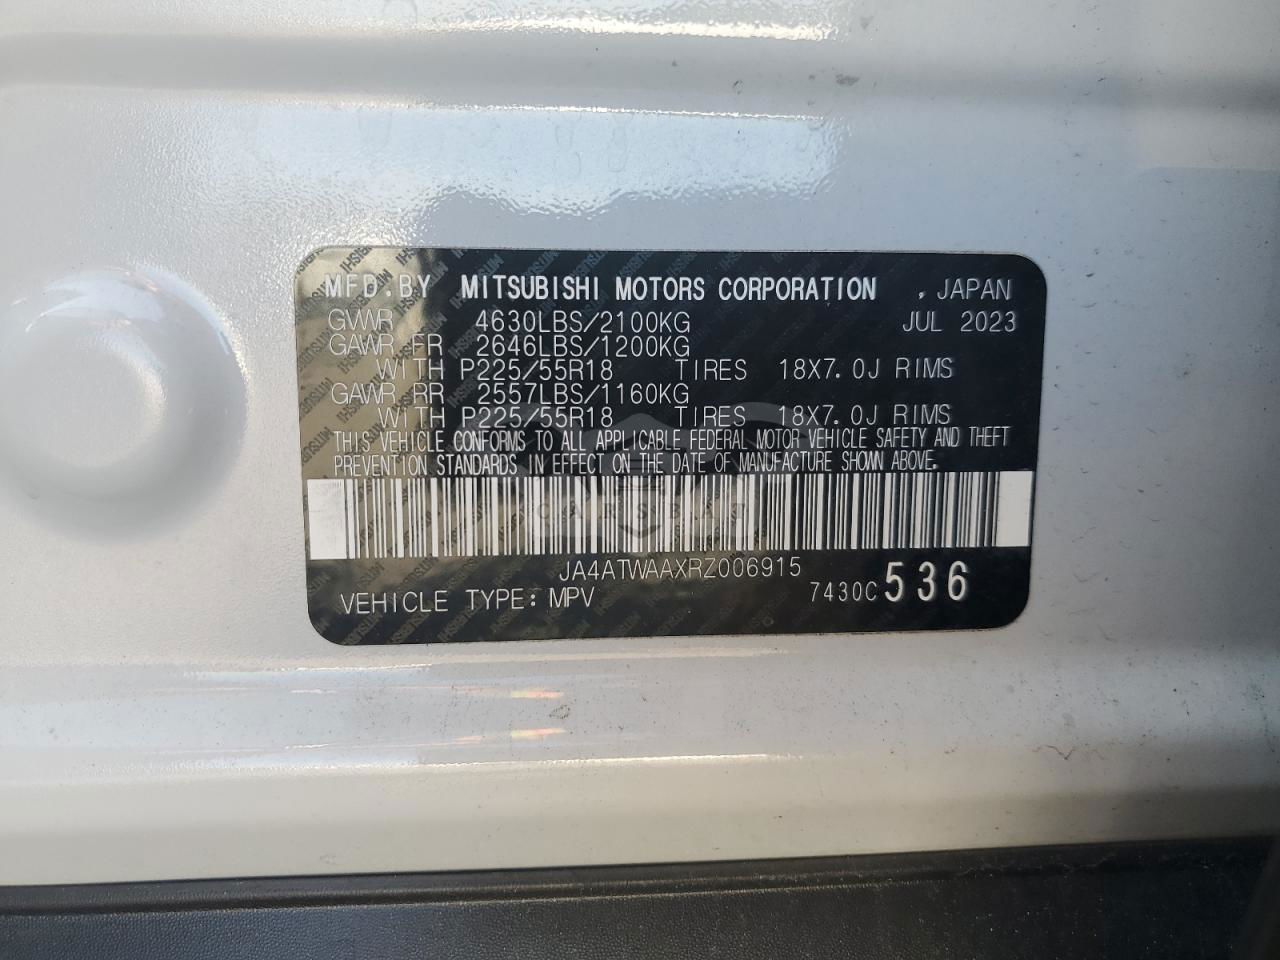 MFD.BY MITSUBISHI MOTORS CORPORATION , JAPAN
GVWR 4630LBS/2100KG JUL 2023
GAWR FR 2646LBS/1200KG
WITH P225/55R18 TIRES 18X7.0J RIMS
GAWR RR 2557LBS/1160KG
WITH P225/55R18 TIRES 18X7.0J RIMS
THIS VEHICLE CONFORMS TO ALL APPLICABLE FEDERAL MOTOR VEHICLE SAFETY AND THEFT
PREVENTION STANDARDS IN EFFECT ON THE DATE OF MANUFACTURE SHOWN ABOVE.
JA4ATWAAXRZ006915
VEHICLE TYPE: MPV 7430C 536